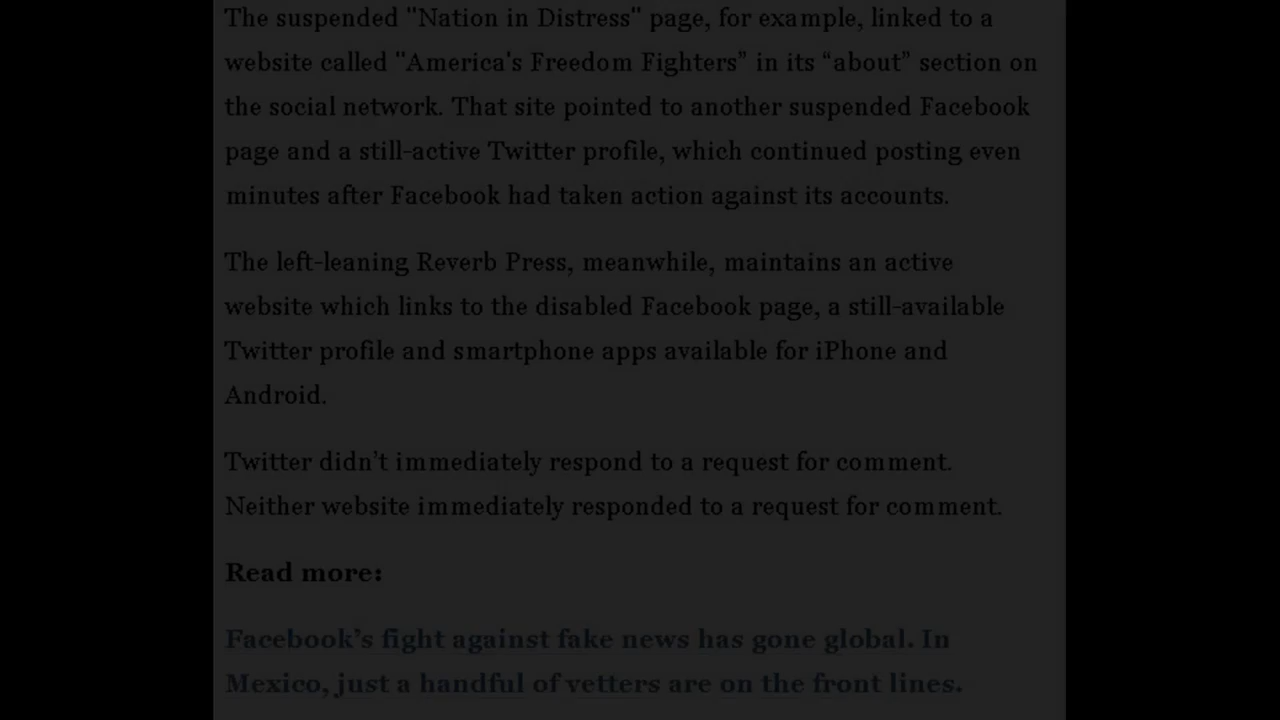 The suspended "Nation in Distress" page, for example, linked to a
website called "America's Freedom Fighters” in its “about” section on
the social network. That site pointed to another suspended Facebook
page and a still-active Twitter profile, which continued posting even
minutes after Facebook had taken action against its accounts.
The left-leaning Reverb Press, meanwhile, maintains an active
website which links to the disabled Facebook page, a still-available
Twitter profile and smartphone apps available for iPhone and
Android.
Twitter didn’t immediately respond to a request for comment.
Neither website immediately responded to a request for comment.
Read more:
Facebook’s fight against fake news has gone global. In
Mexico, just a handful of vetters are on the front lines.